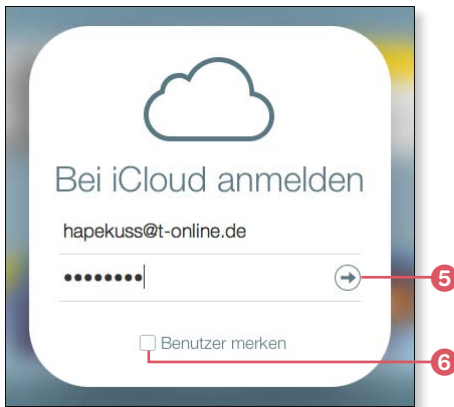 Bei iCloud anmelden
hapekuss@t-online.de
••••••••
5
Benutzer merken
6